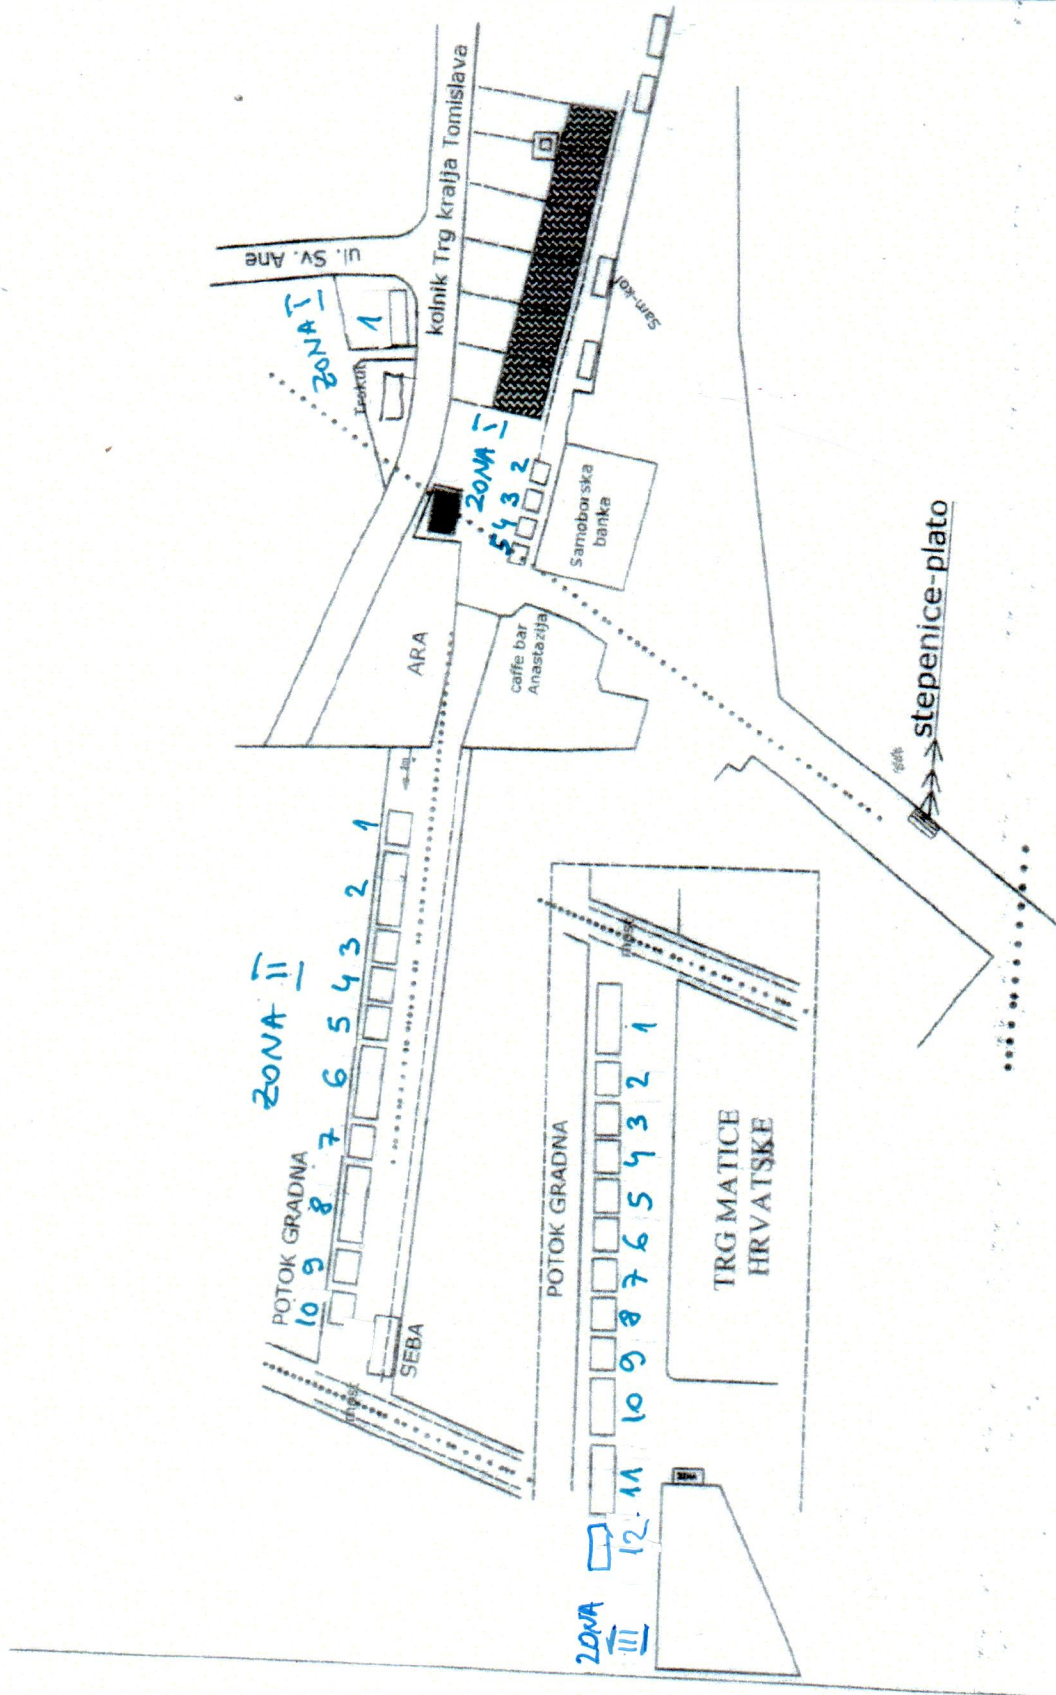 kolnik Trg kralja Tomislava
ul. Sv. Ane
ZONA I
1
Trokut
ZONA I
2
3
4
5
Samoborska
banka
Sam-kol
ARA
caffe bar
Anastazija
stepenice-plato
ZONA II
1
2
3
4
5
6
7
8
9
10
POTOK GRADNA
SEBA
most
POTOK GRADNA
most
1
2
3
4
5
6
7
8
9
10
11
12.
TRG MATICE
HRVATSKE
ZONA
III